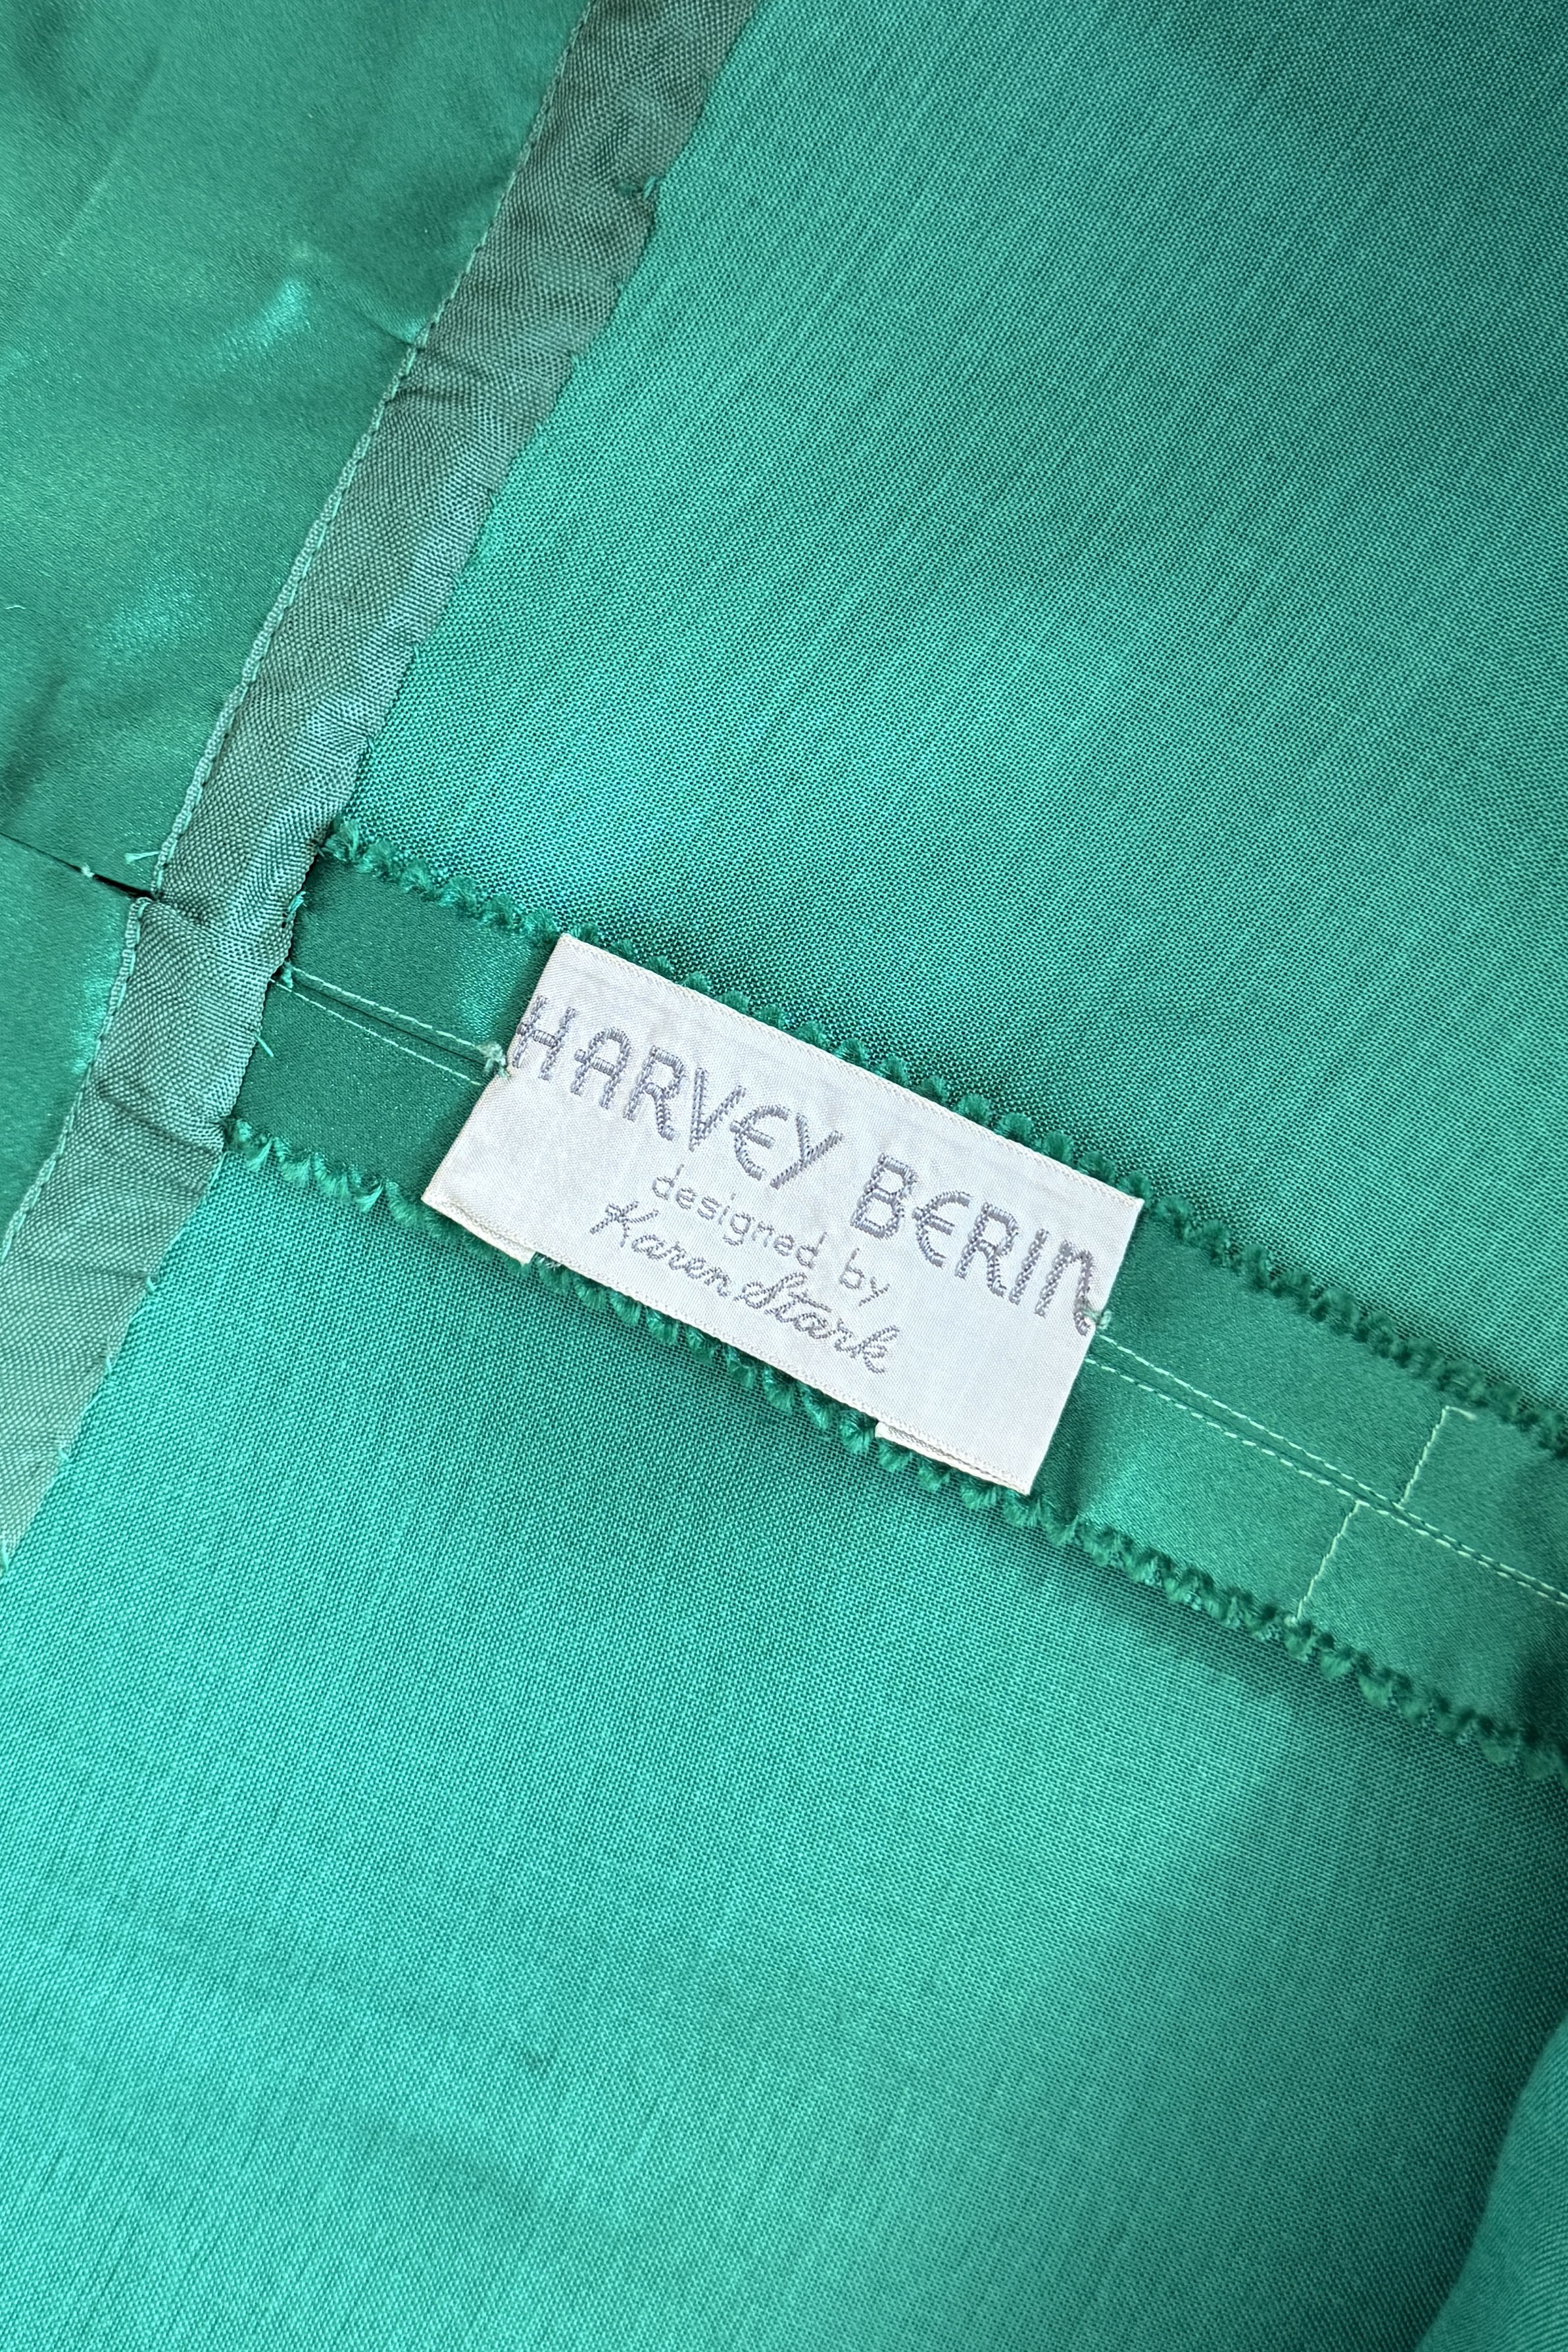 HARVEY BERIN
designed by
Karen Stark